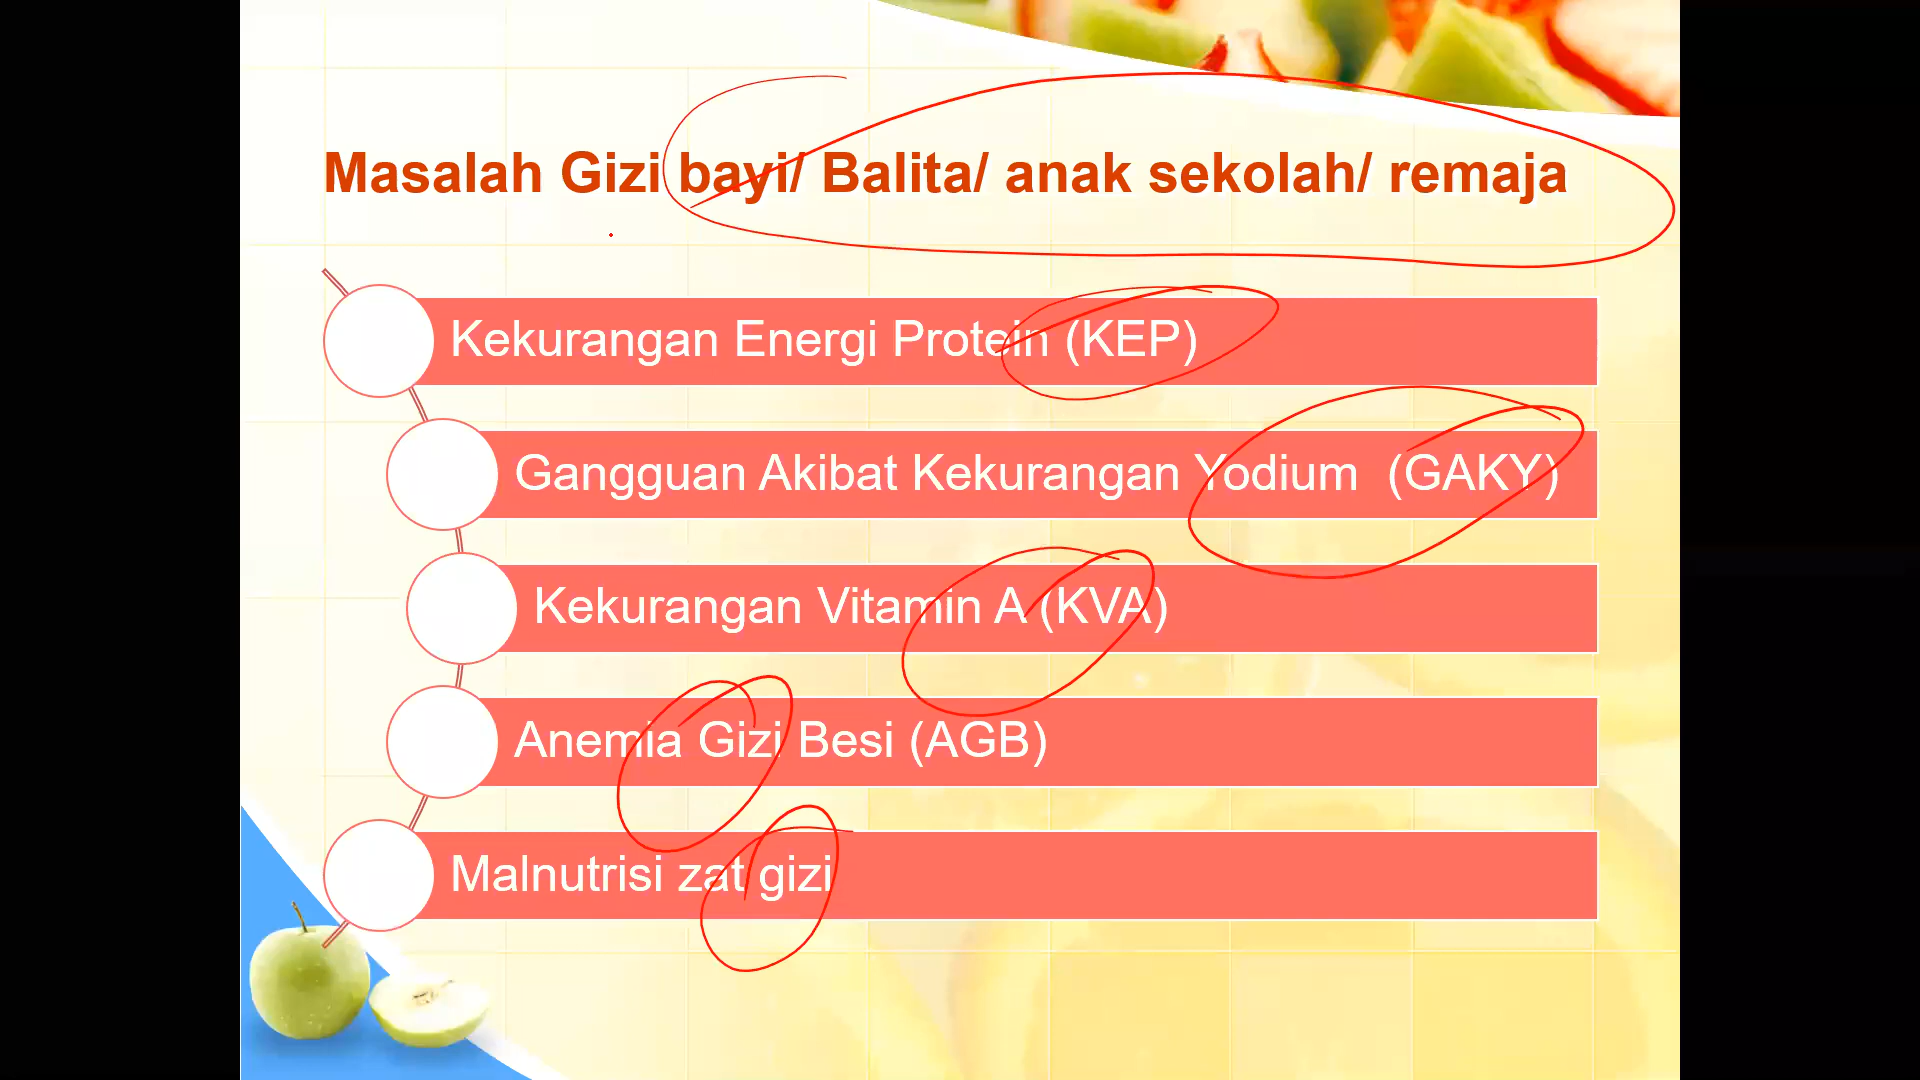 Masalah Gizi bayi/ Balita/ anak sekolah/ remaja
Kekurangan Energi Protein (KEP)
Gangguan Akibat Kekurangan Yodium (GAKY)
Kekurangan Vitamin A (KVA)
Anemia Gizi Besi (AGB)
Malnutrisi zat gizi